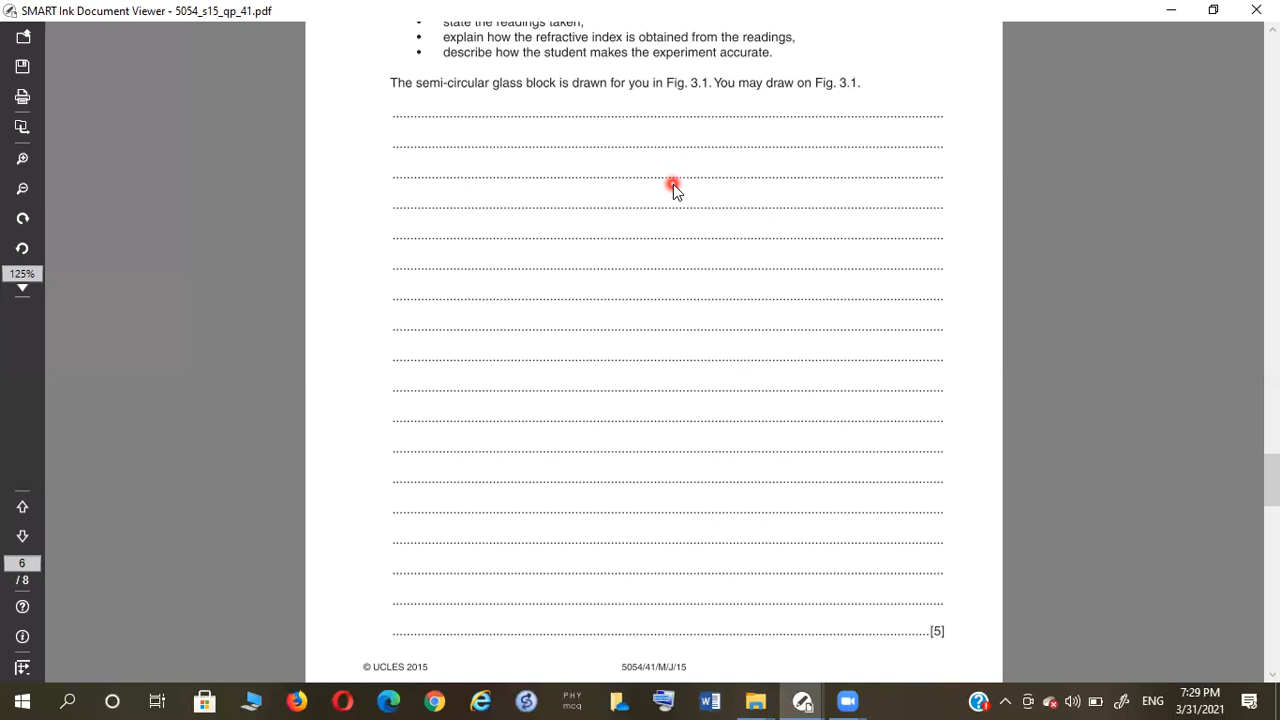 SMART Ink Document Viewer - 5054_s15_qp_41.pdf
• state the readings taken,
• explain how the refractive index is obtained from the readings,
• describe how the student makes the experiment accurate.
The semi-circular glass block is drawn for you in Fig. 3.1. You may draw on Fig. 3.1.
[5]
© UCLES 2015
5054/41/M/J/15
125%
6
/ 8
PHY
mcq
ENG
7:29 PM
3/31/2021